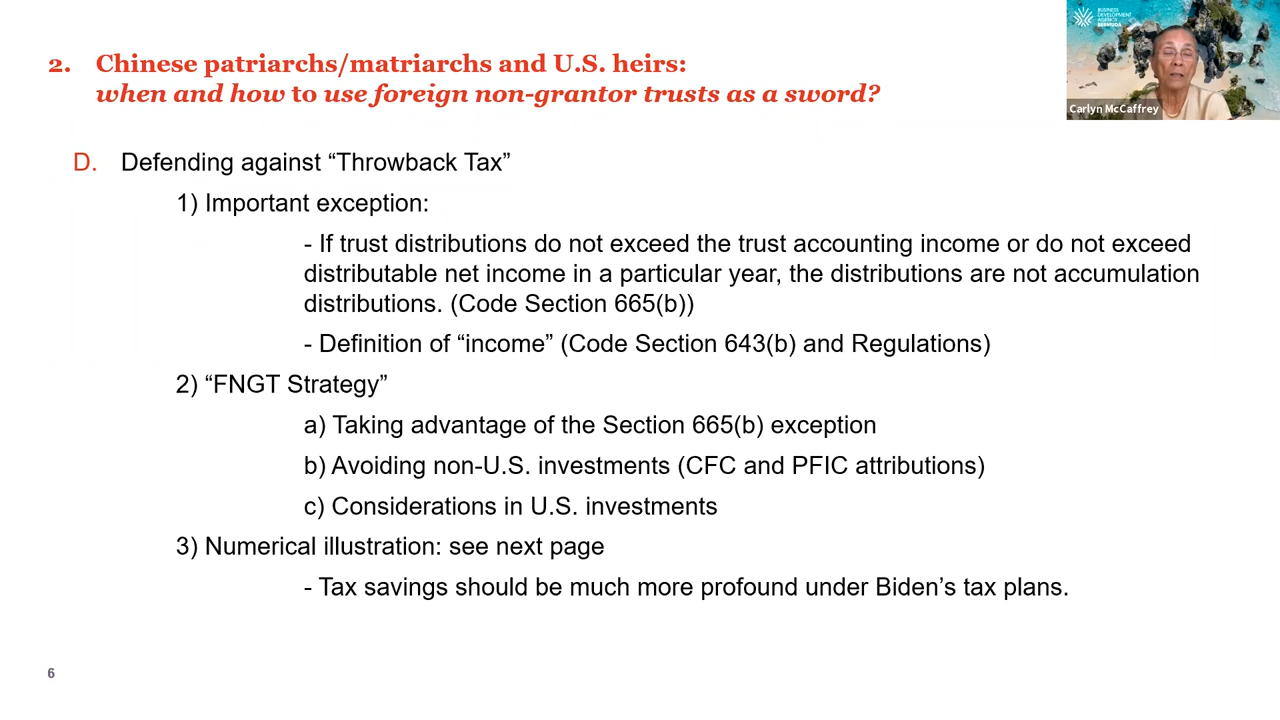 2. Chinese patriarchs/matriarchs and U.S. heirs:
when and how to use foreign non-grantor trusts as a sword?
BUSINESS
DEVELOPMENT
AGENCY
BERMUDA
Carlyn McCaffrey
D. Defending against “Throwback Tax”
1) Important exception:
- If trust distributions do not exceed the trust accounting income or do not exceed
distributable net income in a particular year, the distributions are not accumulation
distributions. (Code Section 665(b))
- Definition of “income” (Code Section 643(b) and Regulations)
2) “FNGT Strategy”
a) Taking advantage of the Section 665(b) exception
b) Avoiding non-U.S. investments (CFC and PFIC attributions)
c) Considerations in U.S. investments
3) Numerical illustration: see next page
- Tax savings should be much more profound under Biden’s tax plans.
6